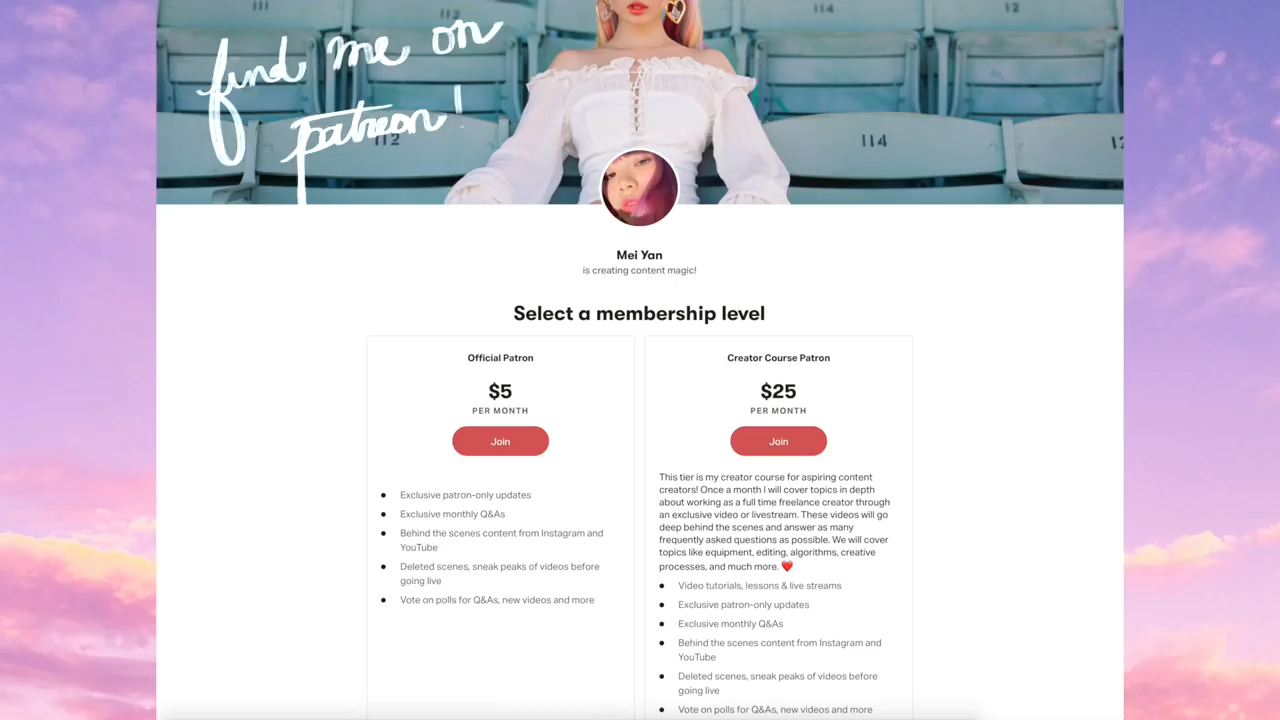 111
112
114
12
find me on
patreon!
112
114
12
Mei Yan
is creating content magic!
Select a membership level
Official Patron
$5
PER MONTH
Join
Exclusive patron-only updates
Exclusive monthly Q&As
Behind the scenes content from Instagram and
YouTube
Deleted scenes, sneak peaks of videos before
going live
Vote on polls for Q&As, new videos and more
Creator Course Patron
$25
PER MONTH
Join
This tier is my creator course for aspiring content
creators! Once a month I will cover topics in depth
about working as a full time freelance creator through
an exclusive video or livestream. These videos will go
deep behind the scenes and answer as many
frequently asked questions as possible. We will cover
topics like equipment, editing, algorithms, creative
processes, and much more. ❤️
Video tutorials, lessons & live streams
Exclusive patron-only updates
Exclusive monthly Q&As
Behind the scenes content from Instagram and
YouTube
Deleted scenes, sneak peaks of videos before
going live
Vote on polls for Q&As, new videos and more